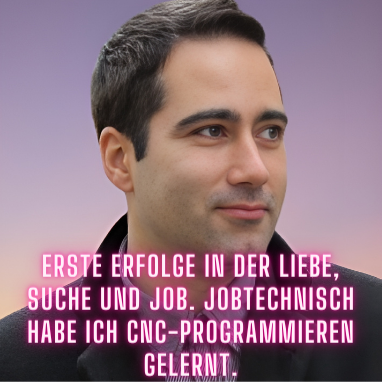 ERSTE ERFOLGE IN DER LIEBE,
SUCHE UND JOB. JOBTECHNISCH
HABE ICH CNC-PROGRAMMIEREN
GELERNT.